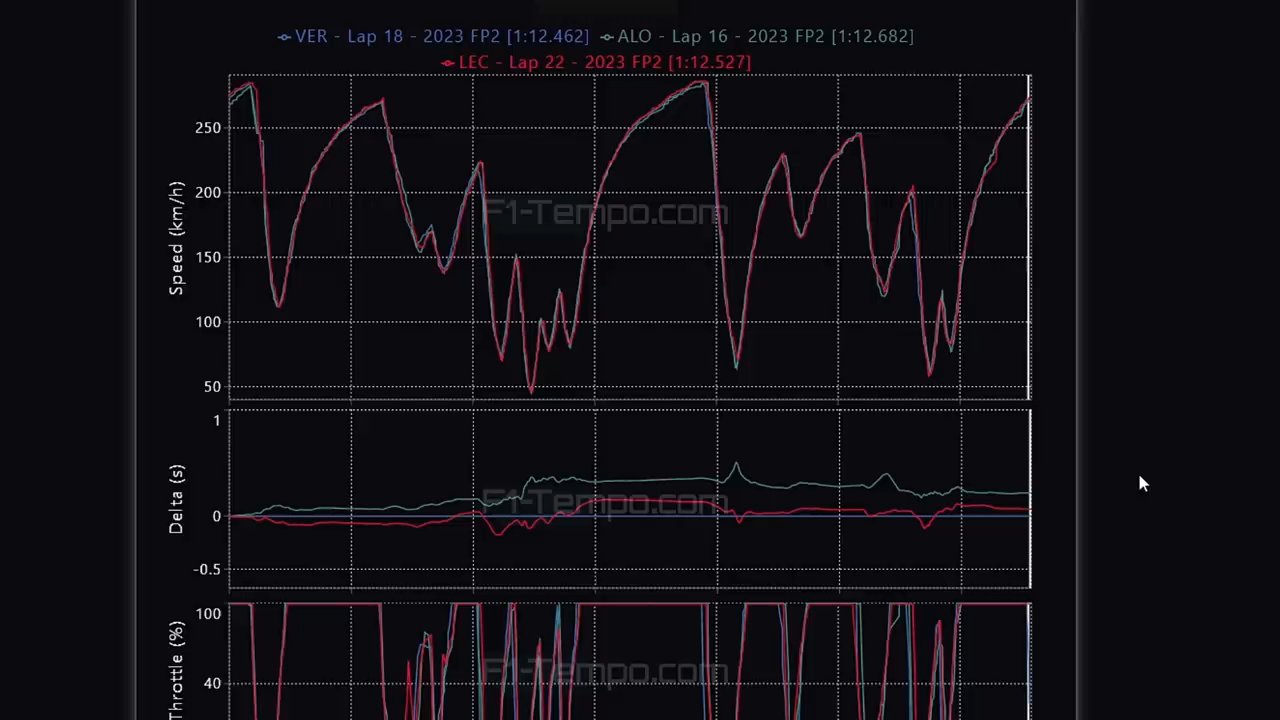 VER - Lap 18 - 2023 FP2 [1:12.462] ALO - Lap 16 - 2023 FP2 [1:12.682]
LEC - Lap 22 - 2023 FP2 [1:12.527]
Speed (km/h)
250
200
150
100
50
F1-Tempo.com
Delta (s)
1
0
-0.5
F1-Tempo.com
Throttle (%)
100
40
F1-Tempo.com